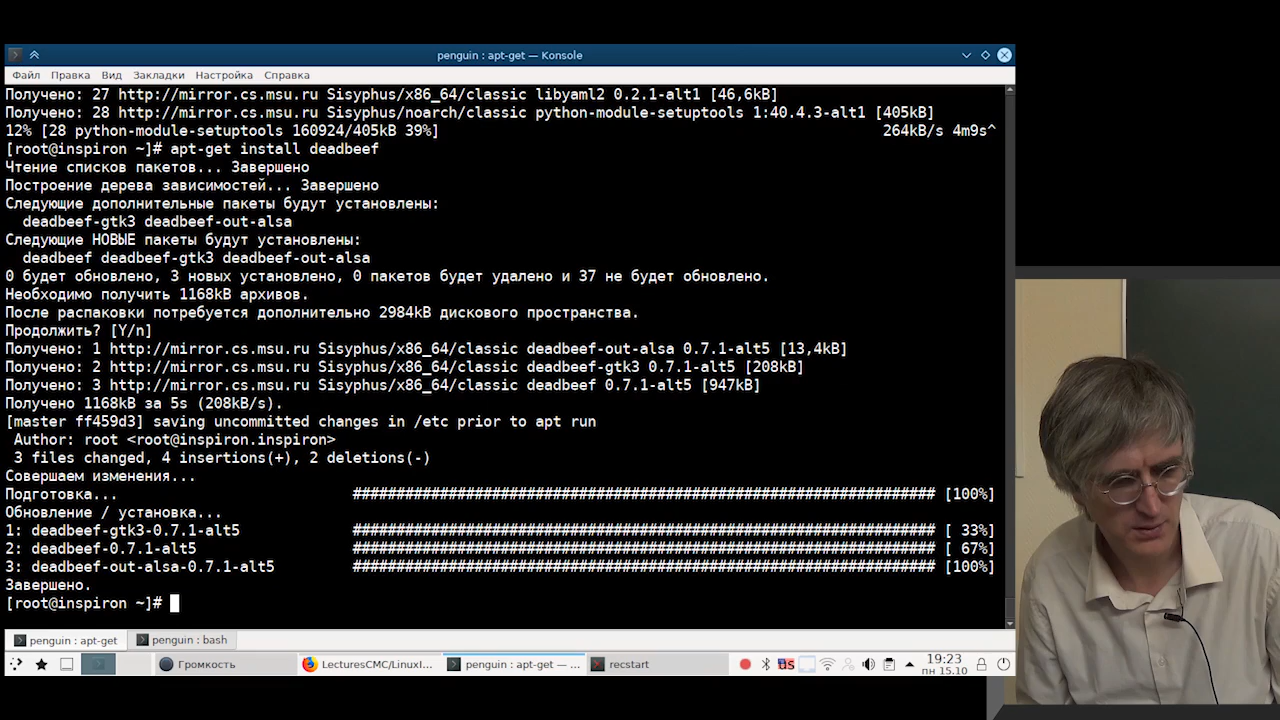 penguin : apt-get — Konsole
Файл Правка Вид Закладки Настройка Справка
Получено: 27 http://mirror.cs.msu.ru Sisyphus/x86_64/classic libyaml2 0.2.1-alt1 [46,6kB]
Получено: 28 http://mirror.cs.msu.ru Sisyphus/noarch/classic python-module-setuptools 1:40.4.3-alt1 [405kB]
12% [28 python-module-setuptools 160924/405kB 39%] 264kB/s 4m9s^
[root@inspiron ~]# apt-get install deadbeef
Чтение списков пакетов... Завершено
Построение дерева зависимостей... Завершено
Следующие дополнительные пакеты будут установлены:
deadbeef-gtk3 deadbeef-out-alsa
Следующие НОВЫЕ пакеты будут установлены:
deadbeef deadbeef-gtk3 deadbeef-out-alsa
0 будет обновлено, 3 новых установлено, 0 пакетов будет удалено и 37 не будет обновлено.
Необходимо получить 1168kB архивов.
После распаковки потребуется дополнительно 2984kB дискового пространства.
Продолжить? [Y/n]
Получено: 1 http://mirror.cs.msu.ru Sisyphus/x86_64/classic deadbeef-out-alsa 0.7.1-alt5 [13,4kB]
Получено: 2 http://mirror.cs.msu.ru Sisyphus/x86_64/classic deadbeef-gtk3 0.7.1-alt5 [208kB]
Получено: 3 http://mirror.cs.msu.ru Sisyphus/x86_64/classic deadbeef 0.7.1-alt5 [947kB]
Получено 1168kB за 5s (208kB/s).
[master ff459d3] saving uncommitted changes in /etc prior to apt run
Author: root <root@inspiron.inspiron>
3 files changed, 4 insertions(+), 2 deletions(-)
Совершаем изменения...
Подготовка... ################################################################### [100%]
Обновление / установка...
1: deadbeef-gtk3-0.7.1-alt5 ################################################################### [ 33%]
2: deadbeef-0.7.1-alt5 ################################################################### [ 67%]
3: deadbeef-out-alsa-0.7.1-alt5 ################################################################### [100%]
Завершено.
[root@inspiron ~]#
penguin : apt-get penguin : bash
Громкость LecturesCMC/LinuxI... penguin : apt-get — ... recstart us 19:23
пн 15.10